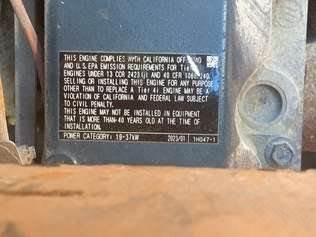 THIS ENGINE COMPLIES WITH CALIFORNIA OFF-ROAD
AND U.S.EPA EMISSION REQUIREMENTS FOR Tier
ENGINES UNDER 13 CCR 2423(j) AND 40 CFR
SELLING OR INSTALLING THIS ENGINE FOR ANY PURPOSE
OTHER THAN TO REPLACE A Tier 4i ENGINE MAY BE A
VIOLATION OF CALIFORNIA AND FEDERAL LAW SUBJECT
TO CIVIL PENALTY.
THIS ENGINE MAY NOT BE INSTALLED IN EQUIPMENT
THAT IS MORE THAN 40 YEARS OLD AT THE TIME OF
INSTALLATION.
POWER CATEGORY: 19-37kW 2023/01 1H047-1